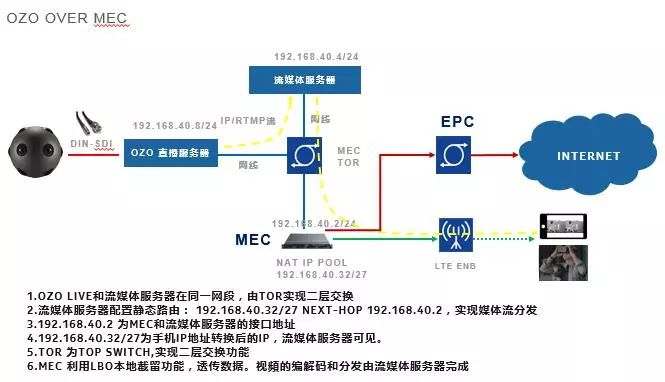 OZO OVER MEC
192.168.40.4/24
流媒体服务器
192.168.40.8/24
IP/RTMP流
网线
EPC
DIN-SDI
OZO 直播服务器
网线
MEC
TOR
INTERNET
192.168.40.2/24
MEC
NAT IP POOL
192.168.40.32/27
LTE ENB
1.OZO LIVE和流媒体服务器在同一网段，由TOR实现二层交换
2.流媒体服务器配置静态路由： 192.168.40.32/27 NEXT-HOP 192.168.40.2，实现媒体流分发
3.192.168.40.2 为MEC和流媒体服务器的接口地址
4.192.168.40.32/27为手机IP地址转换后的IP，流媒体服务器可见。
5.TOR 为TOP SWITCH,实现二层交换功能
6.MEC 利用LBO本地截留功能，透传数据。视频的编解码和分发由流媒体服务器完成